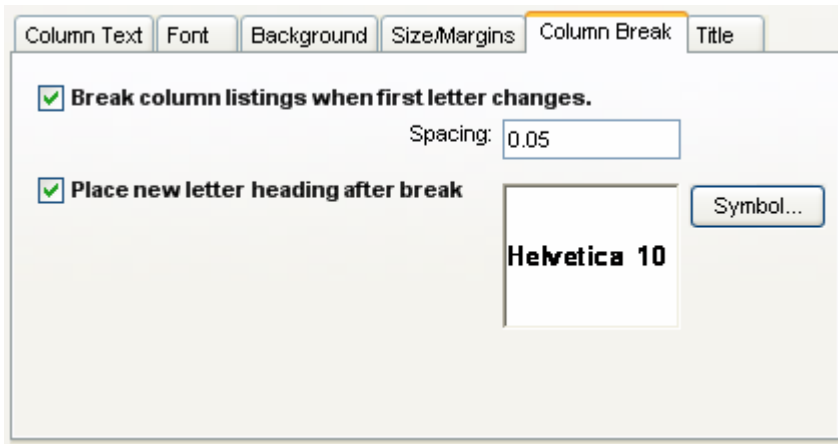 Column Text Font Background Size/Margins Column Break Title
Break column listings when first letter changes.
Spacing: 0.05
Place new letter heading after break
Symbol...
Helvetica 10